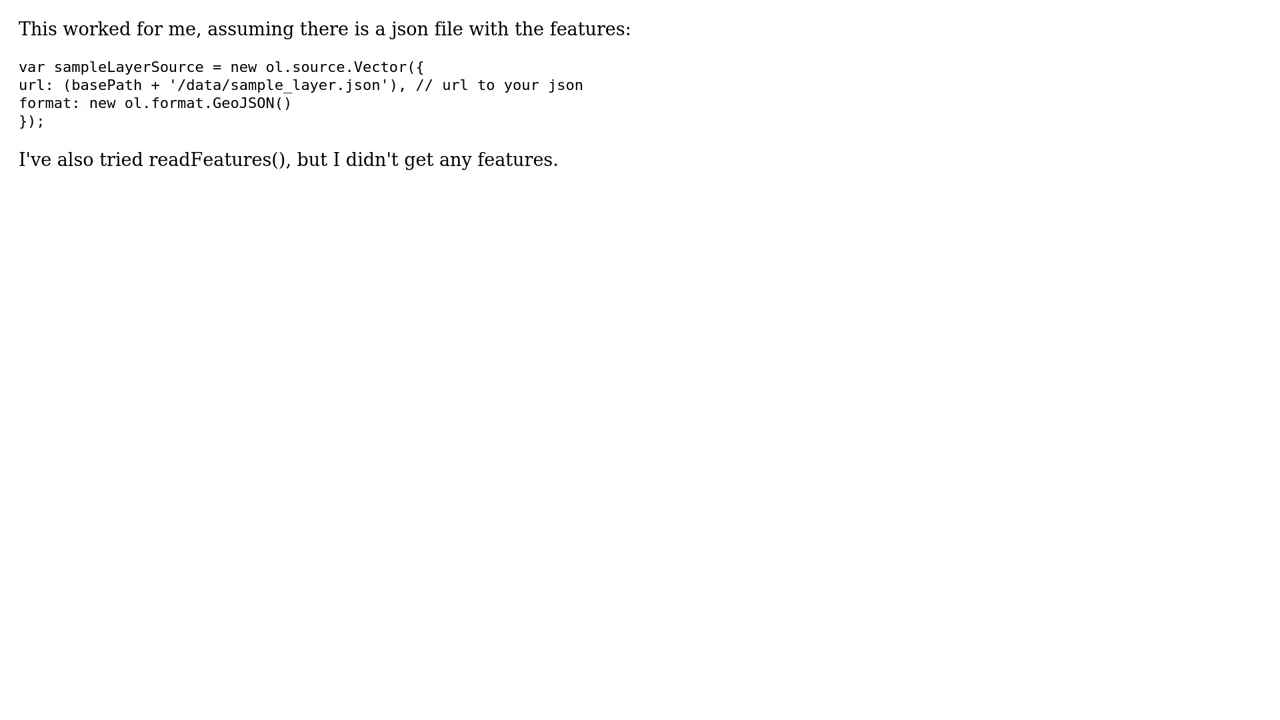 This worked for me, assuming there is a json file with the features:
var sampleLayerSource = new ol.source.Vector({
url: (basePath + '/data/sample_layer.json'), // url to your json
format: new ol.format.GeoJSON()
});
I've also tried readFeatures(), but I didn't get any features.